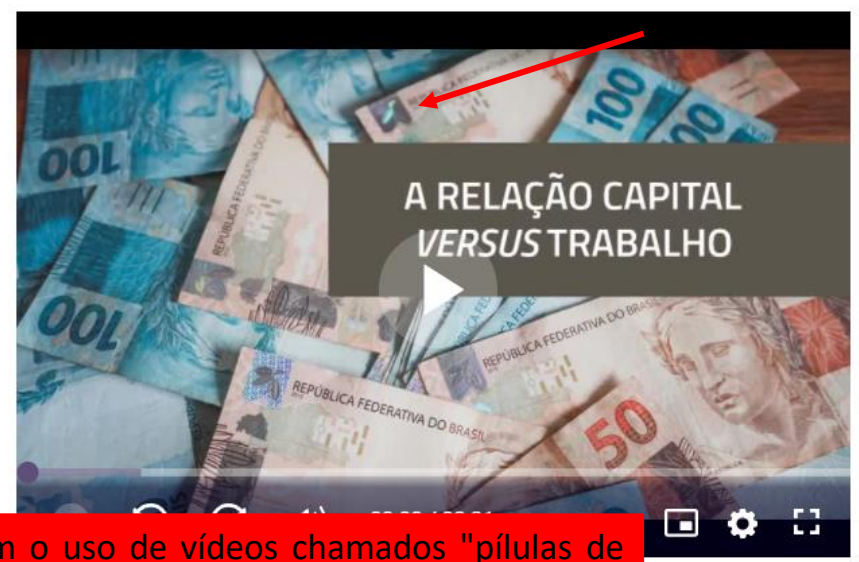 100
100
REPÚBLICA FEDERATIVA DO BRASIL
A RELAÇÃO CAPITAL
VERSUS TRABALHO
100
REPÚBLICA FEDERATIVA DO BRASIL
REPÚBLICA FEDERATIVA DO BRASIL
50
o uso de vídeos chamados "pílulas de